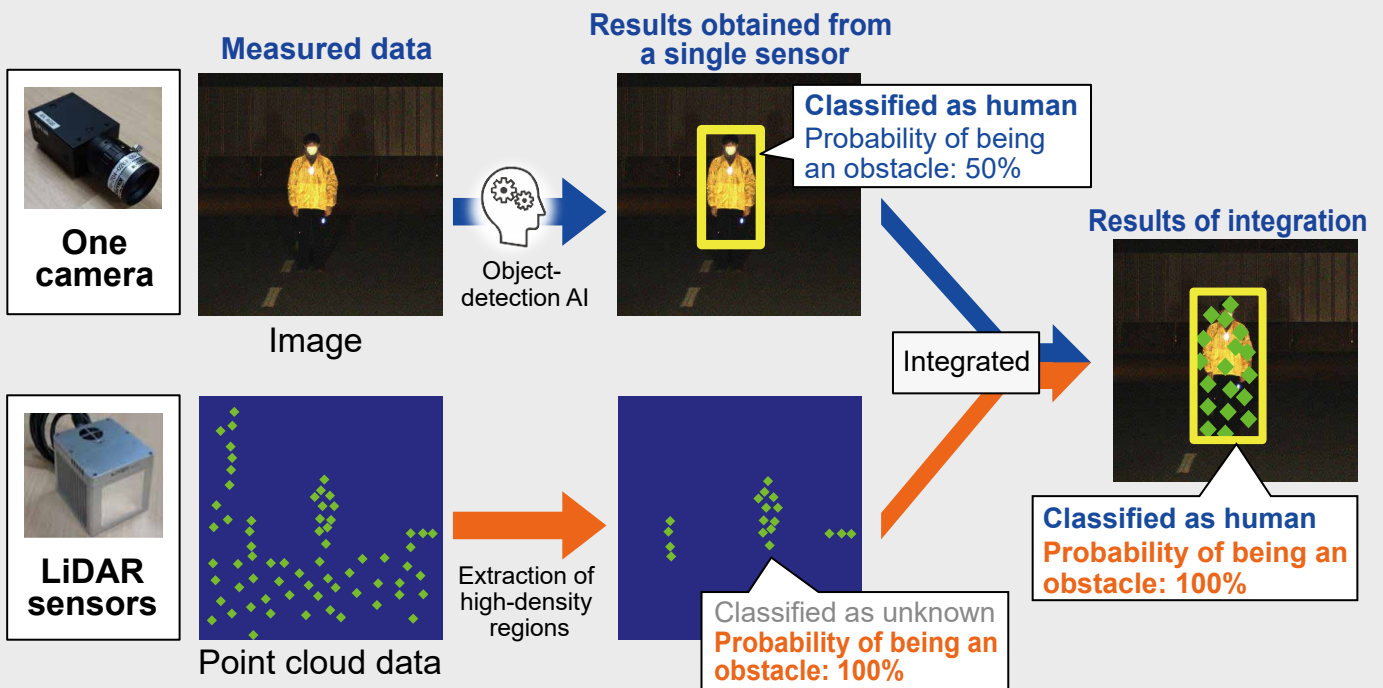 Measured data
Results obtained from
a single sensor
One
camera
Image
Object-
detection AI
Classified as human
Probability of being
an obstacle: 50%
Integrated
Results of integration
Classified as human
Probability of being an
obstacle: 100%
LiDAR
sensors
Point cloud data
Extraction of
high-density
regions
Classified as unknown
Probability of being an
obstacle: 100%